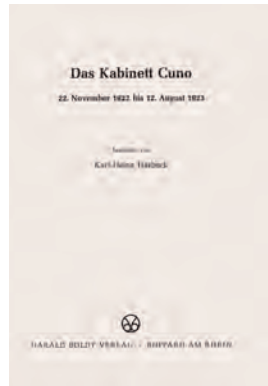 Das Kabinett Cuno
22. November 1922 bis 12. August 1923
bearbeitet von
Karl-Heinz Harbeck
HARALD BOLDT VERLAG / BOPPARD AM RHEIN